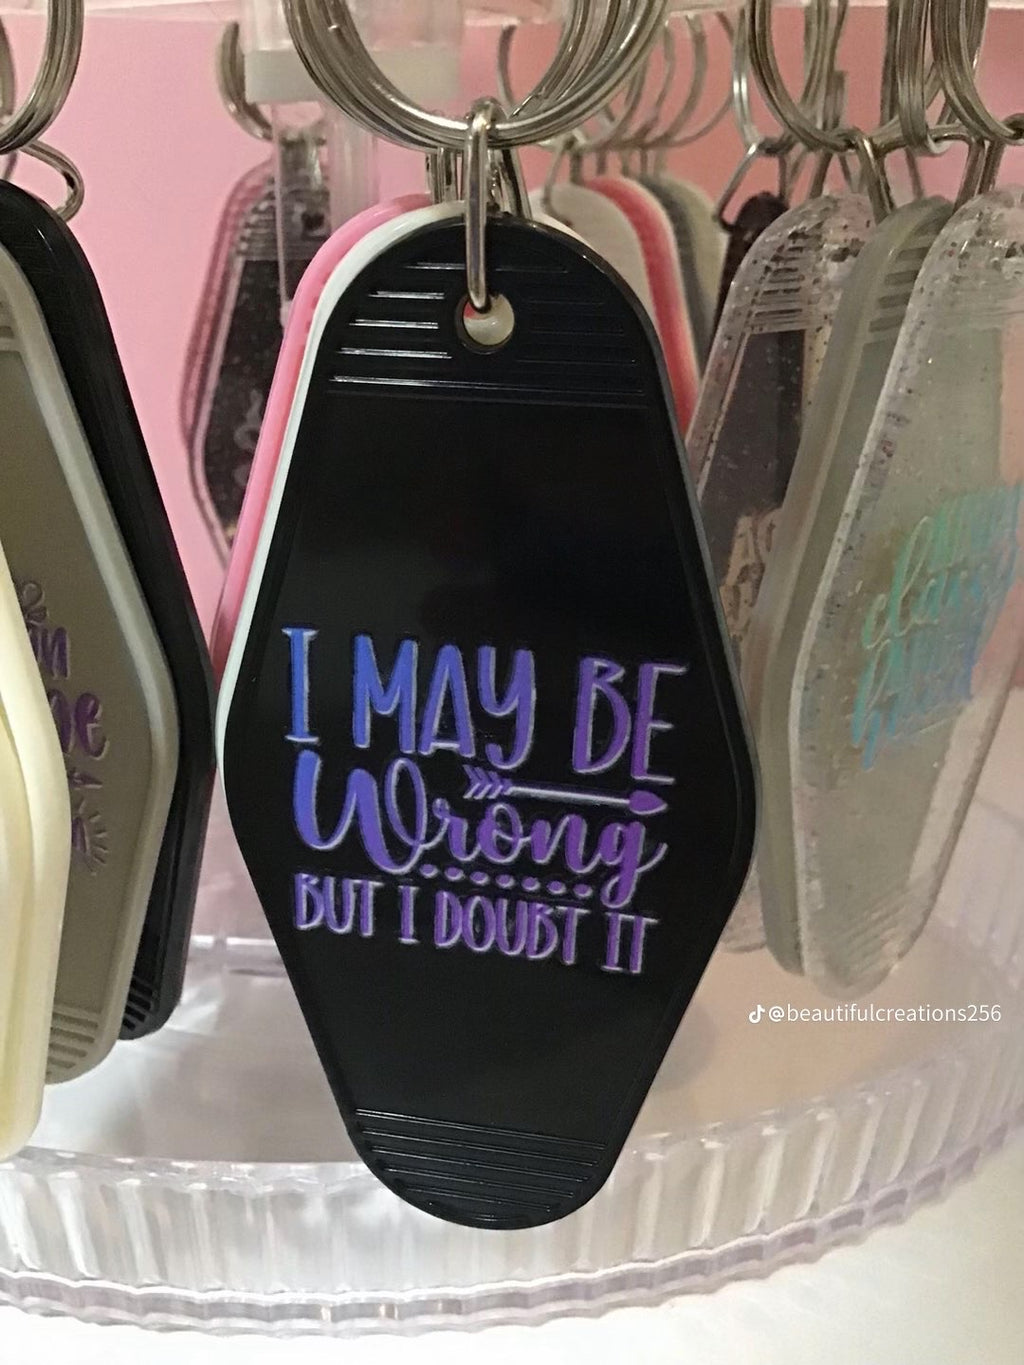 I MAY BE
Wrong
BUT I DOUBT IT
@beautifulcreations256